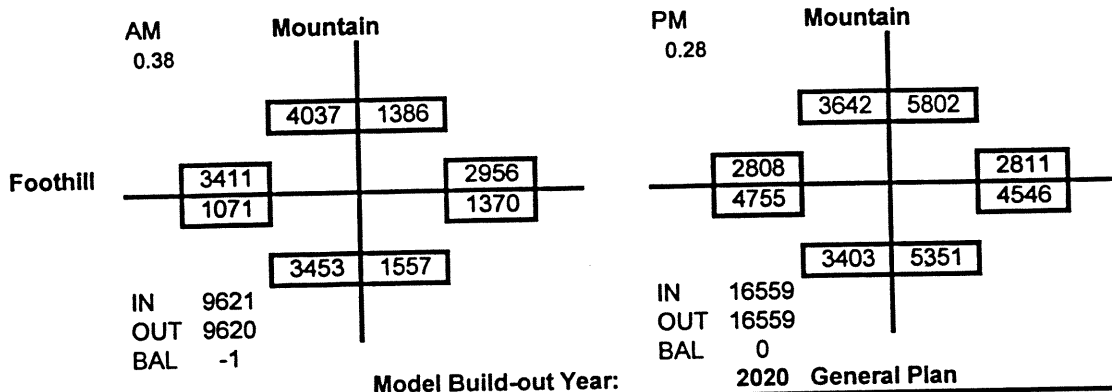 AM Mountain PM Mountain
0.38 0.28
4037 1386 3642 5802
Foothill 3411 2956 2808 2811
1071 1370 4755 4546
3453 1557 3403 5351
IN 9621 IN 16559
OUT 9620 OUT 16559
BAL -1 BAL 0
Model Build-out Year: 2020 General Plan